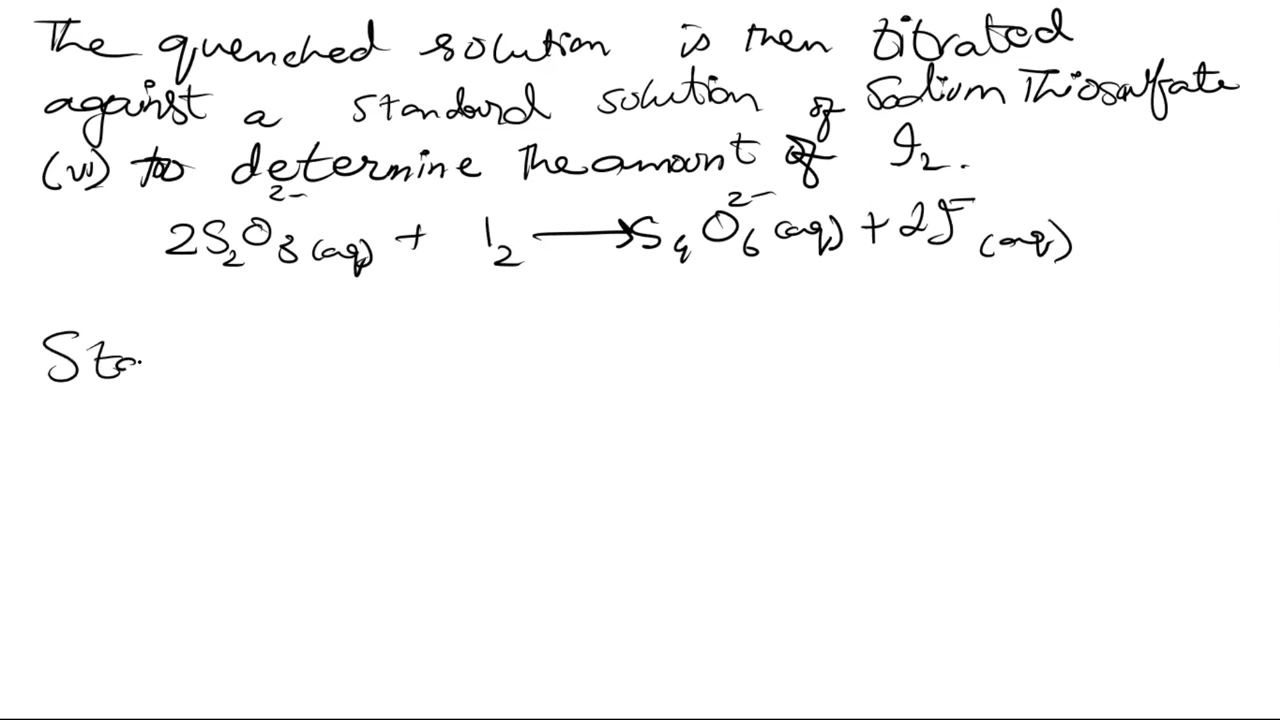 The quenched solution is then titrated
against a standard solution of Sodium Thiosulfate
(vi) to determine the amount of I₂.
2S₂O₃²⁻(aq) + I₂ ⟶ S₄O₆²⁻(aq) + 2I⁻(aq)
Sta